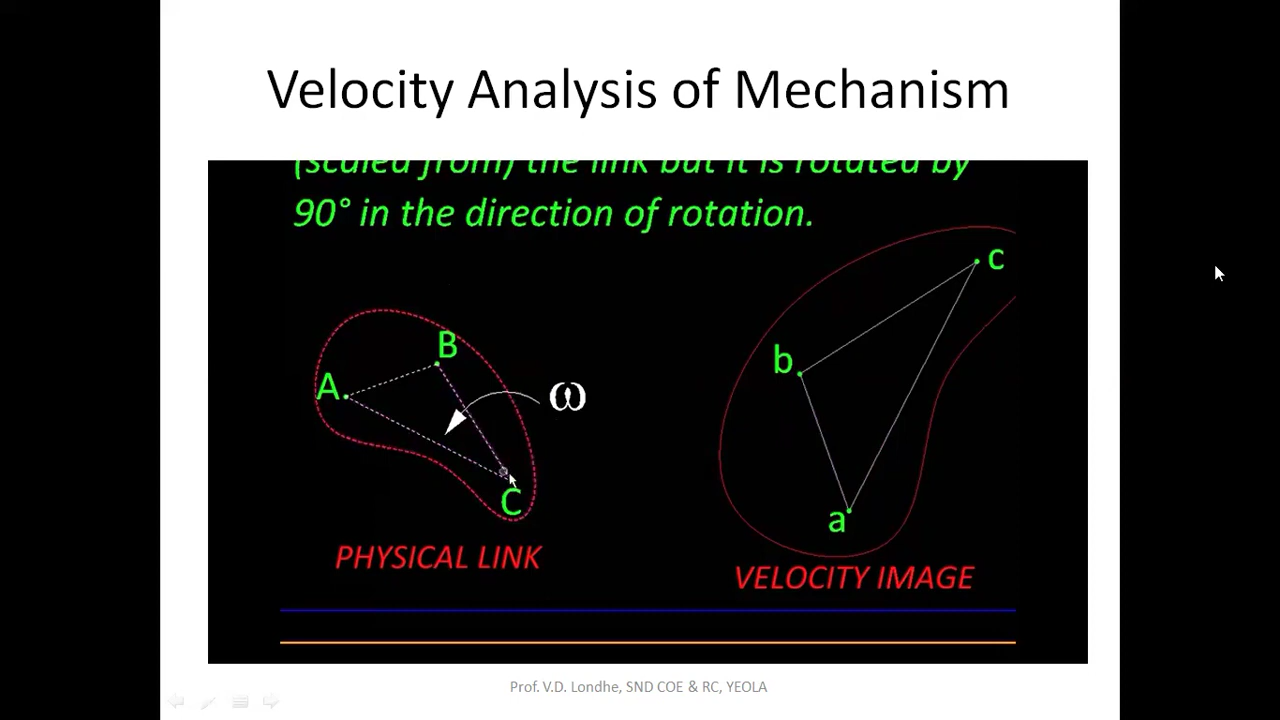 Velocity Analysis of Mechanism
(scaled from) the link but it is rotated by
90° in the direction of rotation.
c
B
b
A
ω
C
a
PHYSICAL LINK
VELOCITY IMAGE
Prof. V.D. Londhe, SND COE & RC, YEOLA